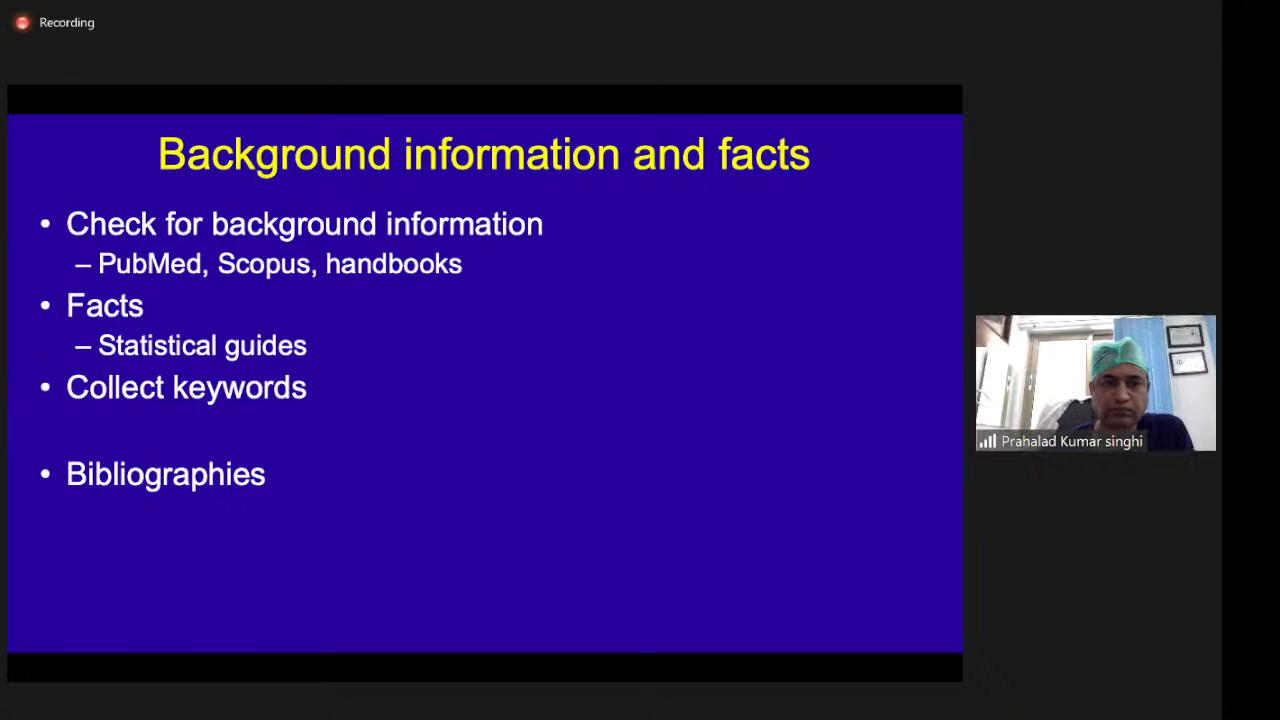 Recording
Background information and facts
• Check for background information
– PubMed, Scopus, handbooks
• Facts
– Statistical guides
• Collect keywords
• Bibliographies
Prahalad Kumar singhi